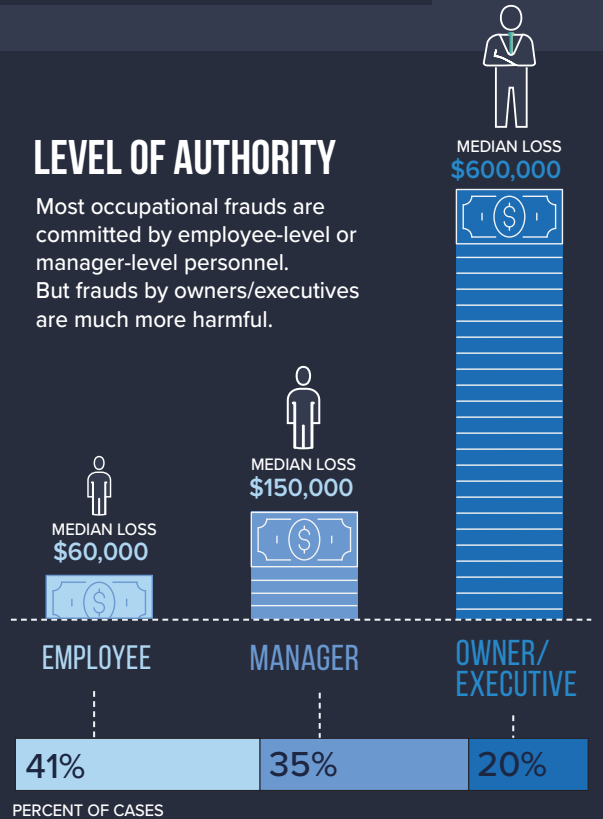 LEVEL OF AUTHORITY
Most occupational frauds are
committed by employee-level or
manager-level personnel.
But frauds by owners/executives
are much more harmful.
MEDIAN LOSS
$60,000
MEDIAN LOSS
$150,000
MEDIAN LOSS
$600,000
EMPLOYEE
MANAGER
OWNER/
EXECUTIVE
41%
35%
20%
PERCENT OF CASES